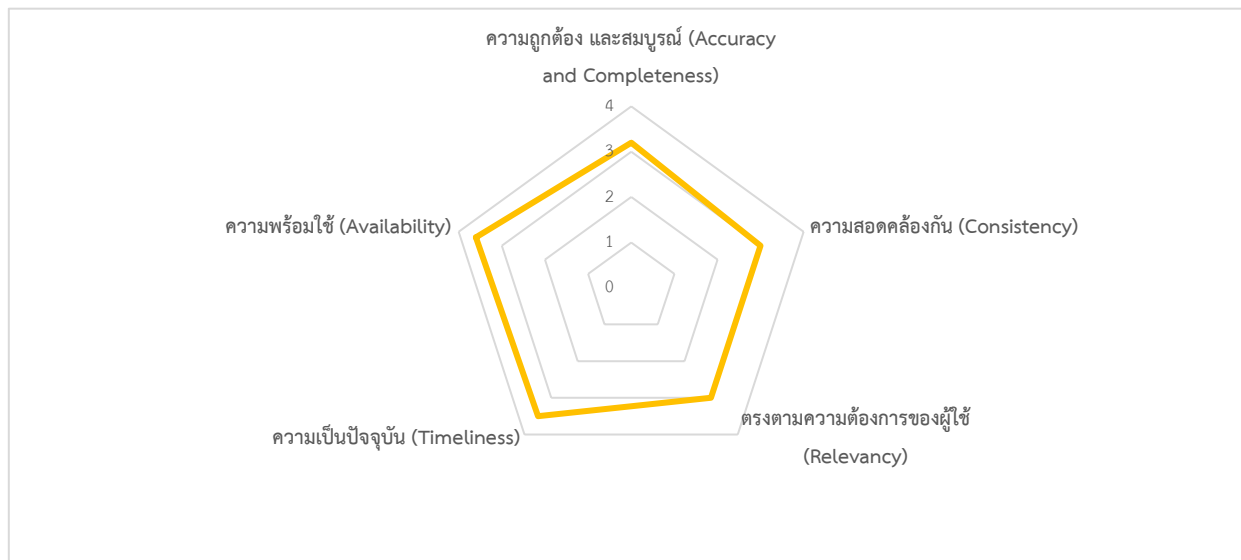 ความถูกต้อง และสมบูรณ์ (Accuracy
and Completeness)
4
3
2
1
0
ความพร้อมใช้ (Availability)
ความสอดคล้องกัน (Consistency)
ความเป็นปัจจุบัน (Timeliness)
ตรงตามความต้องการของผู้ใช้
(Relevancy)